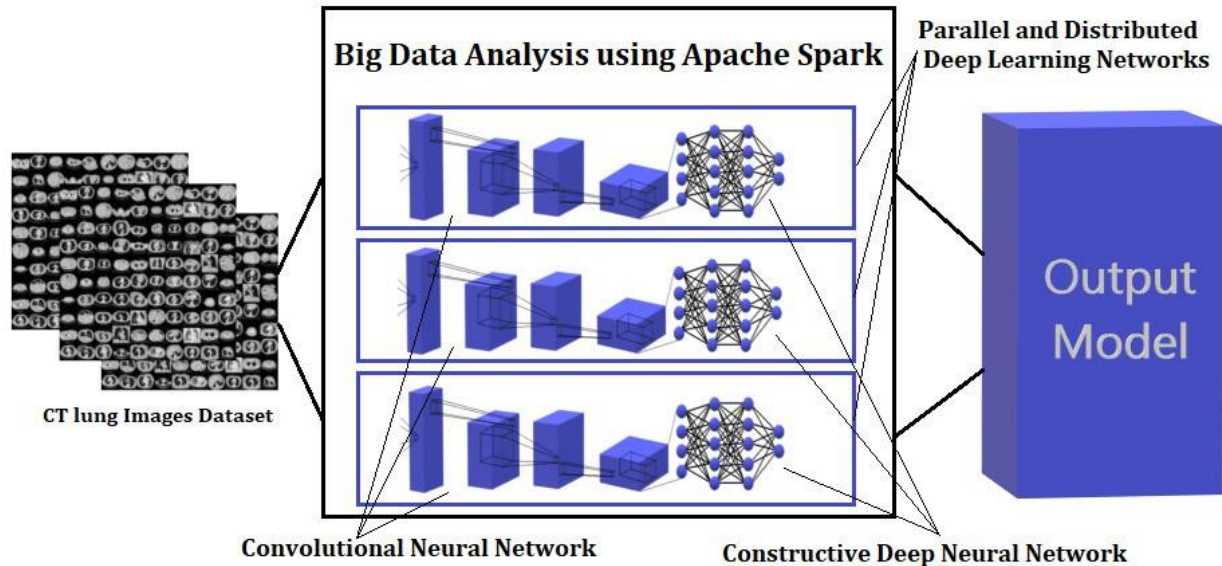 Big Data Analysis using Apache Spark
Parallel and Distributed
Deep Learning Networks
CT lung Images Dataset
Output
Model
Convolutional Neural Network
Constructive Deep Neural Network